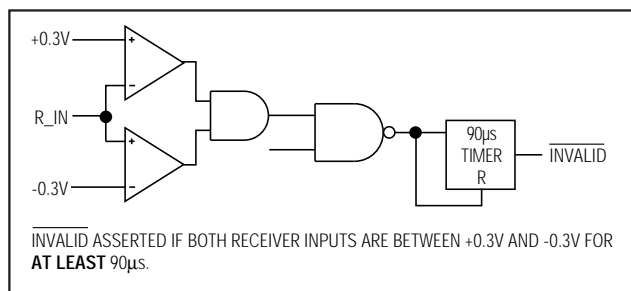 +0.3V
R_IN
-0.3V
90µs
TIMER
R
INVALID
INVALID ASSERTED IF BOTH RECEIVER INPUTS ARE BETWEEN +0.3V AND -0.3V FOR
AT LEAST 90µs.